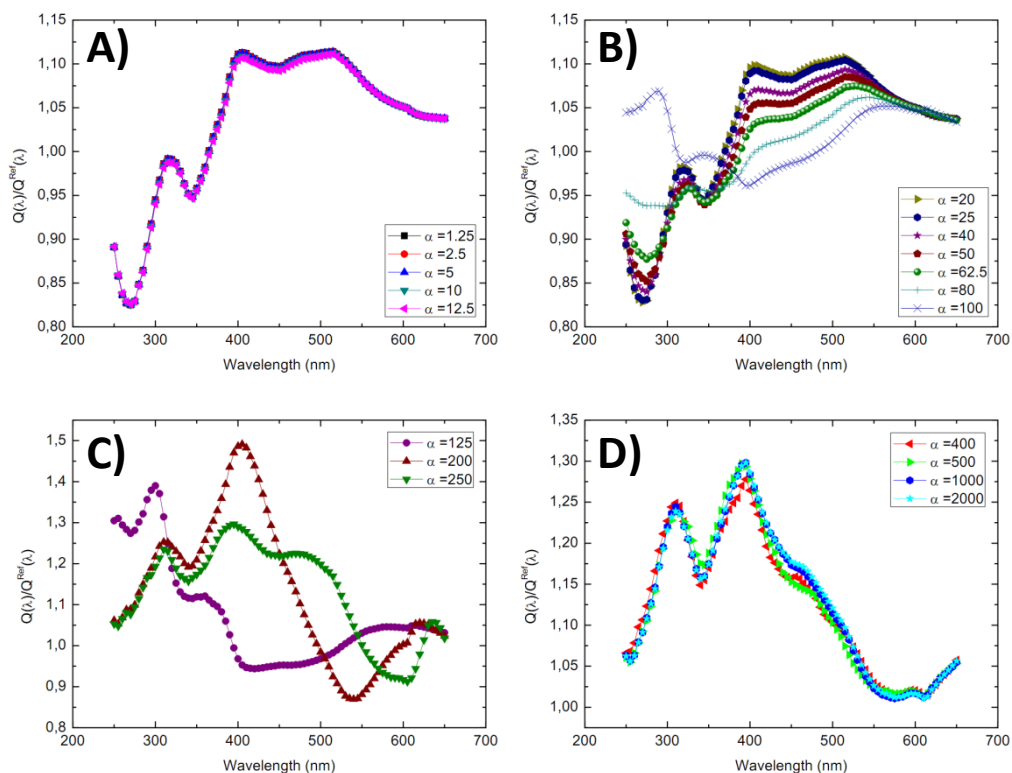 A)
1,15
1,10
1,05
1,00
0,95
0,90
0,85
0,80
Q(λ)/Q^Ref(λ)
200 300 400 500 600 700
Wavelength (nm)
α =1.25
α =2.5
α =5
α =10
α =12.5
B)
1,15
1,10
1,05
1,00
0,95
0,90
0,85
0,80
Q(λ)/Q^Ref(λ)
200 300 400 500 600 700
Wavelength (nm)
α =20
α =25
α =40
α =50
α =62.5
α =80
α =100
C)
1,5
1,4
1,3
1,2
1,1
1,0
0,9
0,8
Q(λ)/Q^Ref(λ)
200 300 400 500 600 700
Wavelength (nm)
α =125
α =200
α =250
D)
1,35
1,30
1,25
1,20
1,15
1,10
1,05
1,00
Q(λ)/Q^Ref(λ)
200 300 400 500 600 700
Wavelength (nm)
α =400
α =500
α =1000
α =2000